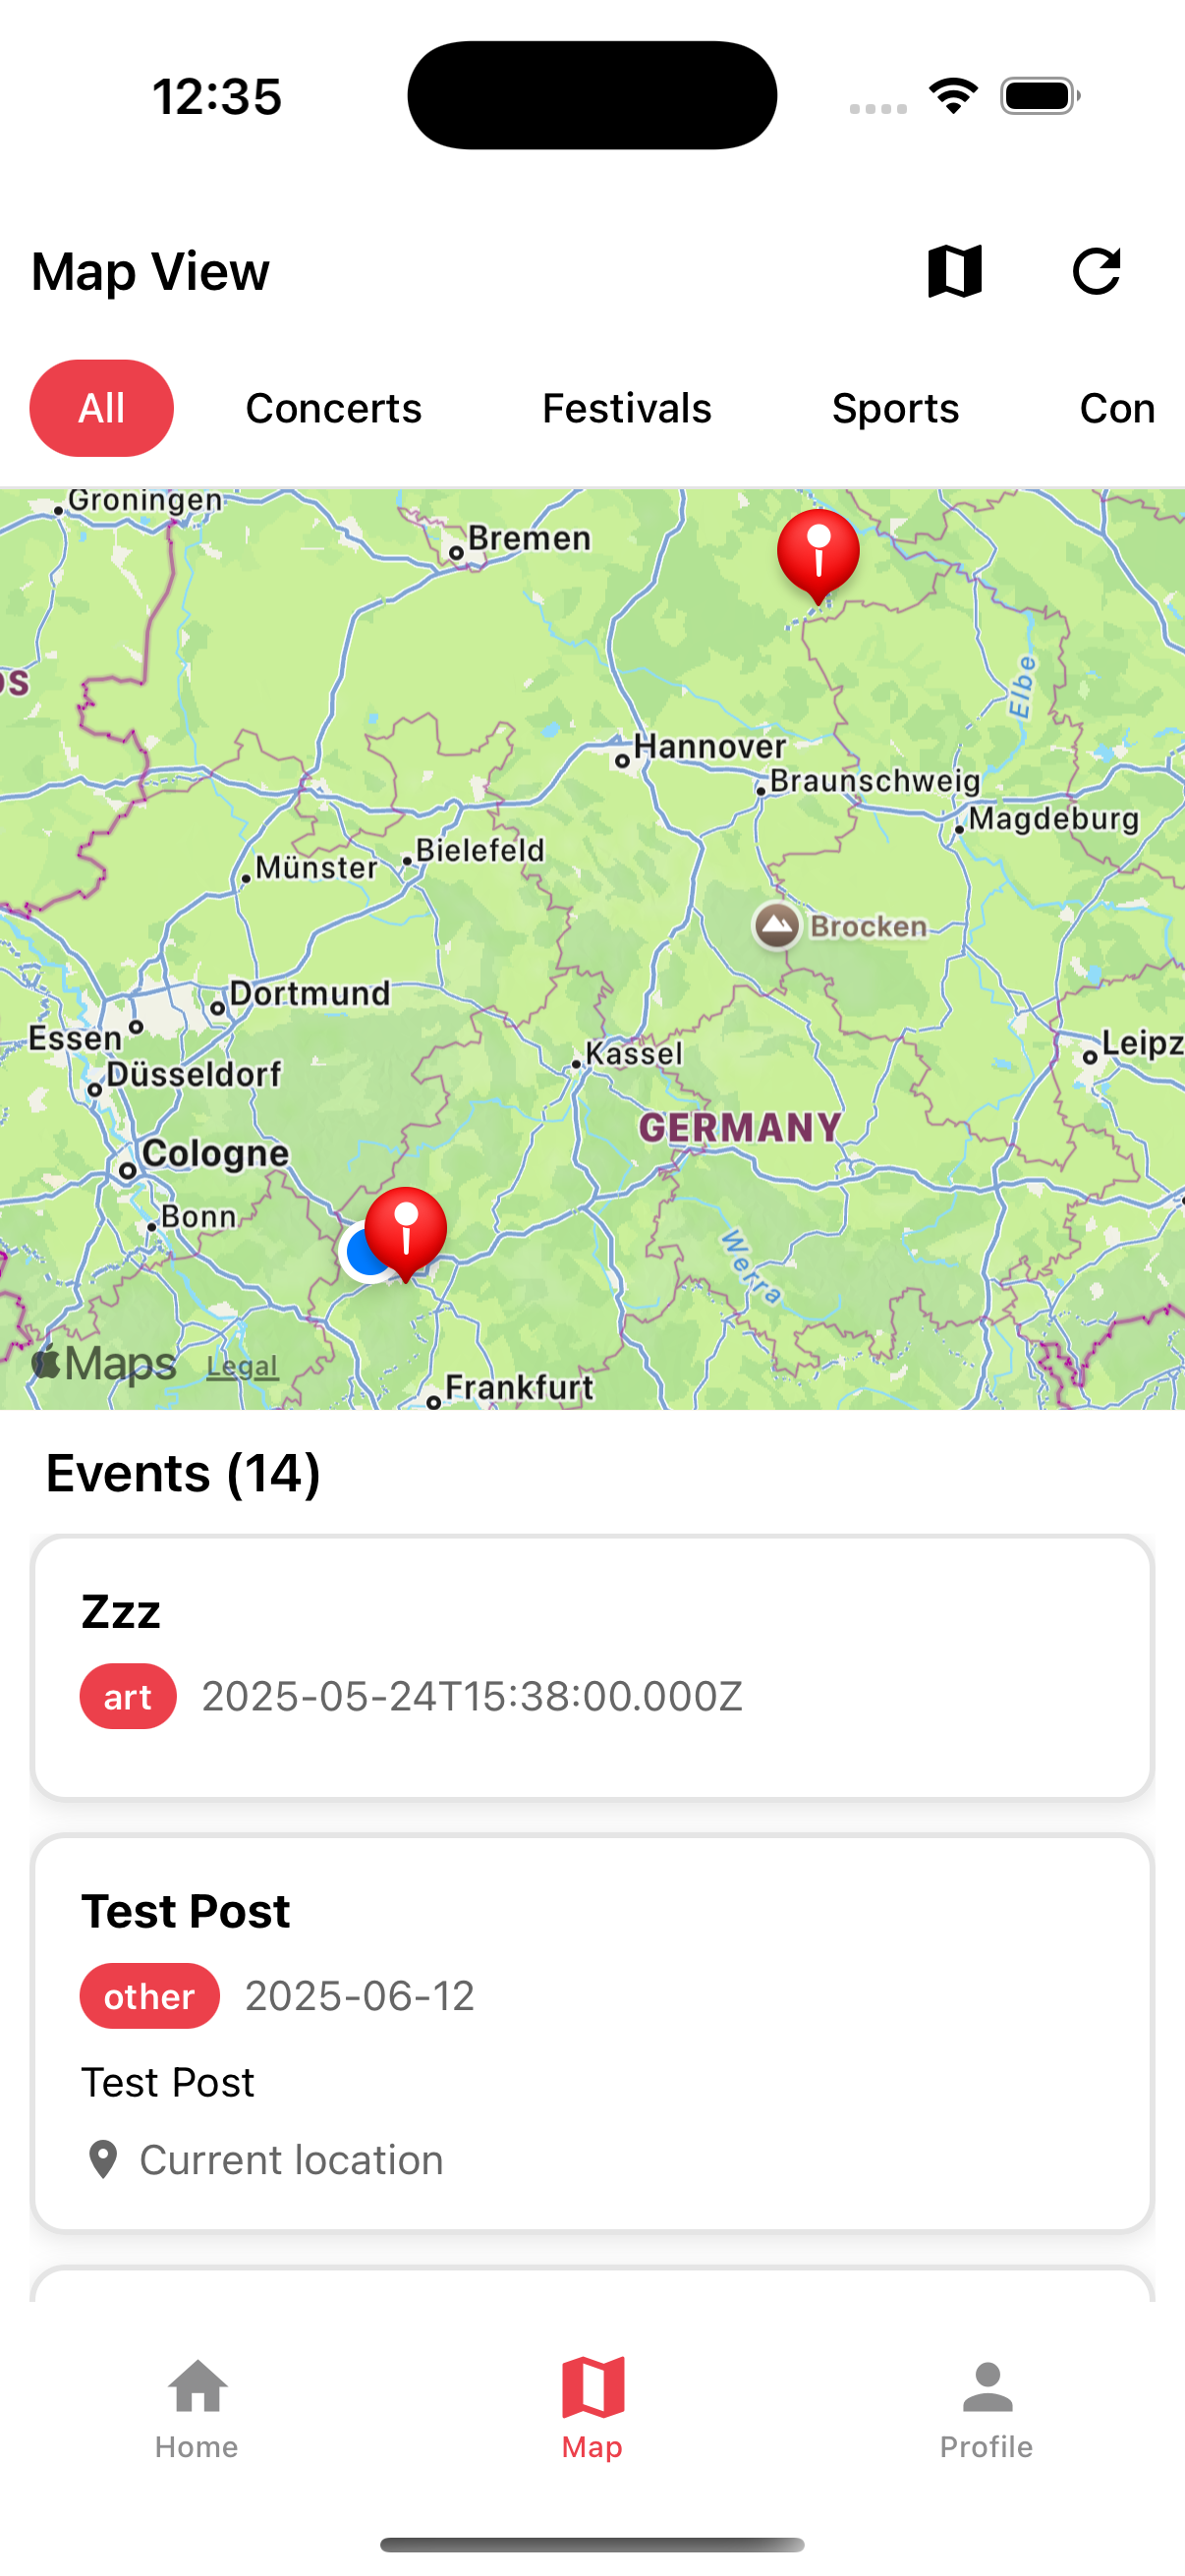 12:35
Map View
All Concerts Festivals Sports Con
Groningen
Bremen
DS
Elbe
Hannover
Braunschweig
Magdeburg
Bielefeld
Münster
Brocken
Dortmund
Essen
Leipz
Kassel
Düsseldorf
GERMANY
Cologne
Bonn
Werra
Maps Legal
Frankfurt
Events (14)
Zzz
art 2025-05-24T15:38:00.000Z
Test Post
other 2025-06-12
Test Post
Current location
Home Map Profile